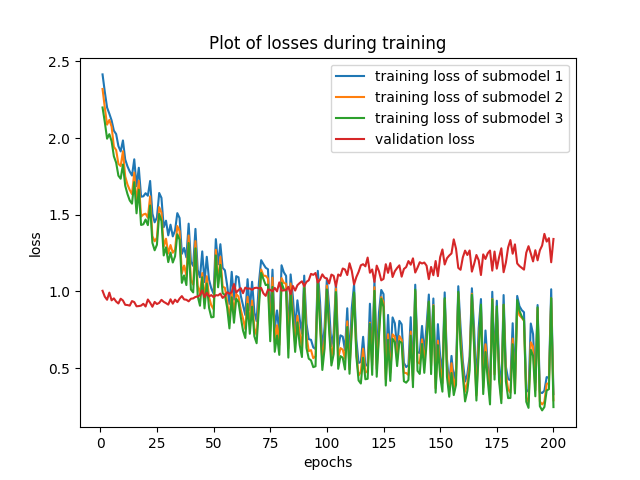 Plot of losses during training
training loss of submodel 1
training loss of submodel 2
training loss of submodel 3
validation loss
2.5
2.0
1.5
1.0
0.5
loss
0 25 50 75 100 125 150 175 200
epochs